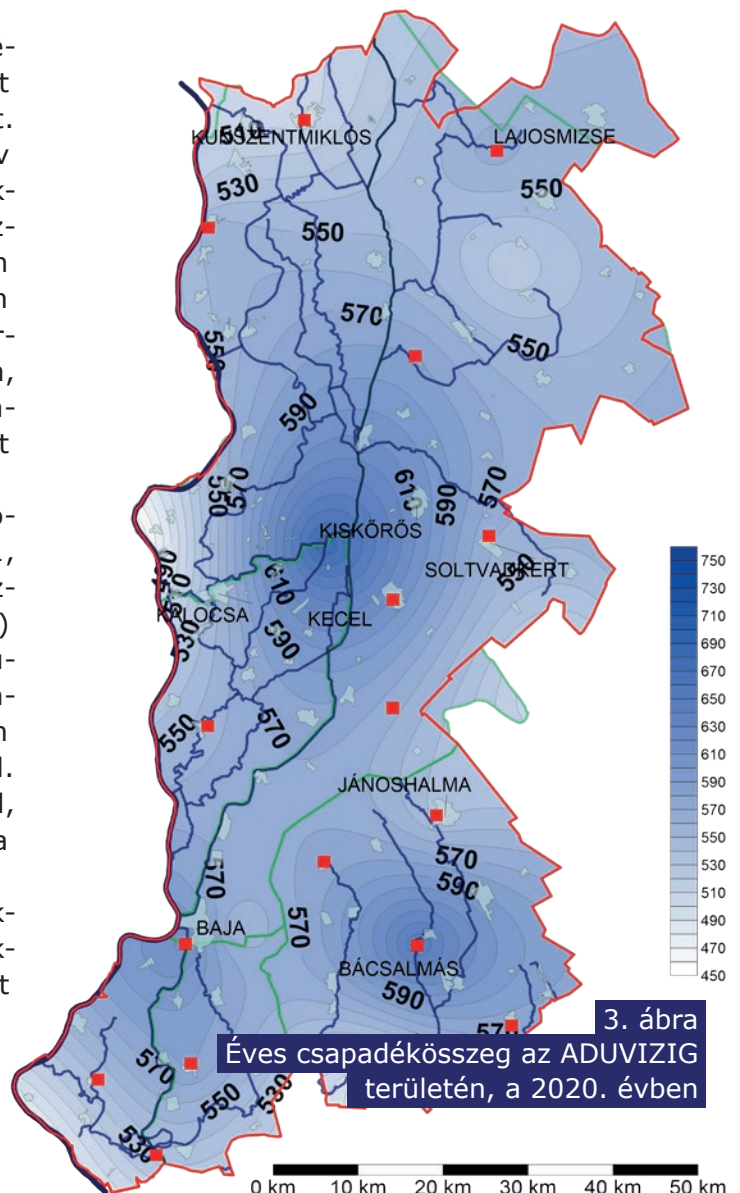 e-
t
t.
v
k-
z-
n
n
r-
n,
n-
t
o-
z-
)
u-
n-
n
l.
l,
a
k-
k-
t
KUNSZENTMIKLÓS
LAJOSMIZSE
530
550
550
570
550
550
590
550
570
610
590
570
KISKŐRÖS
SOLTVADKERT
610
KALOCSA
KECEL
530
590
550
570
JÁNOSHALMA
570
590
570
570
BAJA
BÁCSALMÁS
590
570
570
550
530
530
750
730
710
690
670
650
630
610
590
570
550
530
510
490
470
450
3. ábra
Éves csapadékösszeg az ADUVIZIG
területén, a 2020. évben
0 km 10 km 20 km 30 km 40 km 50 km